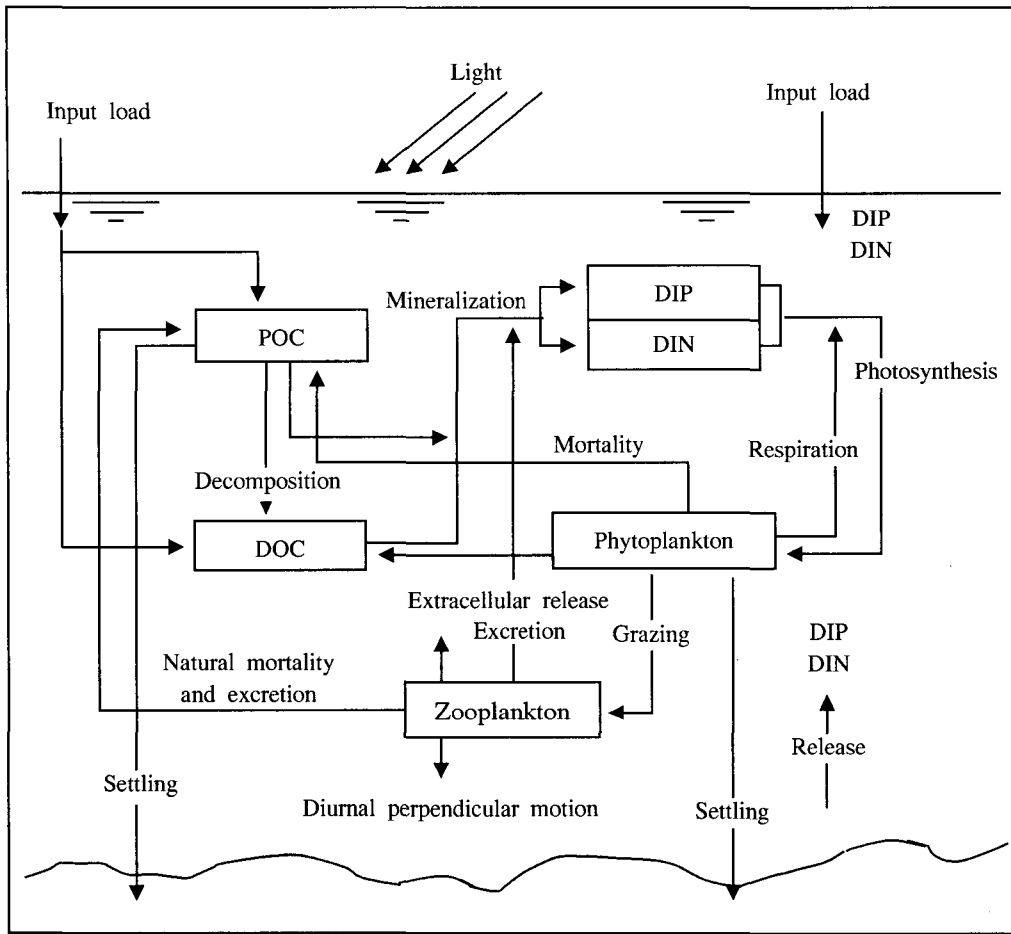 Light
Input load
Input load
DIP
DIN
Mineralization
DIP
DIN
POC
Photosynthesis
Mortality
Respiration
Decomposition
DOC
Phytoplankton
Extracellular release
Excretion
Grazing
DIP
DIN
Natural mortality
and excretion
Zooplankton
Release
Settling
Diurnal perpendicular motion
Settling